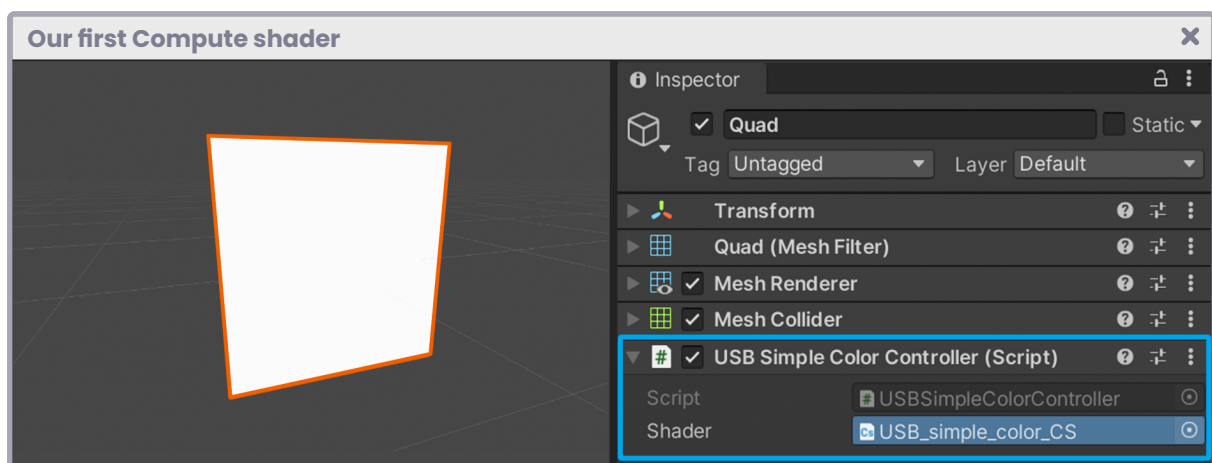 Our first Compute shader
Inspector
Quad
Static
Tag Untagged Layer Default
Transform
Quad (Mesh Filter)
Mesh Renderer
Mesh Collider
# USB Simple Color Controller (Script)
Script # USBSimpleColorController
Shader Cs USB_simple_color_CS